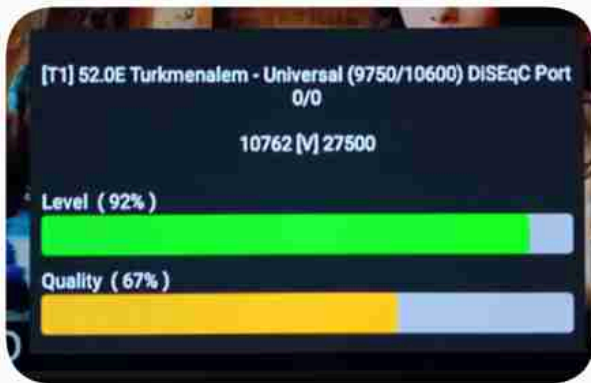 [T1] 52.0E Turkmenalem - Universal (9750/10600) DiSEqC Port
0/0
10762 [V] 27500
Level ( 92% )
Quality ( 67% )